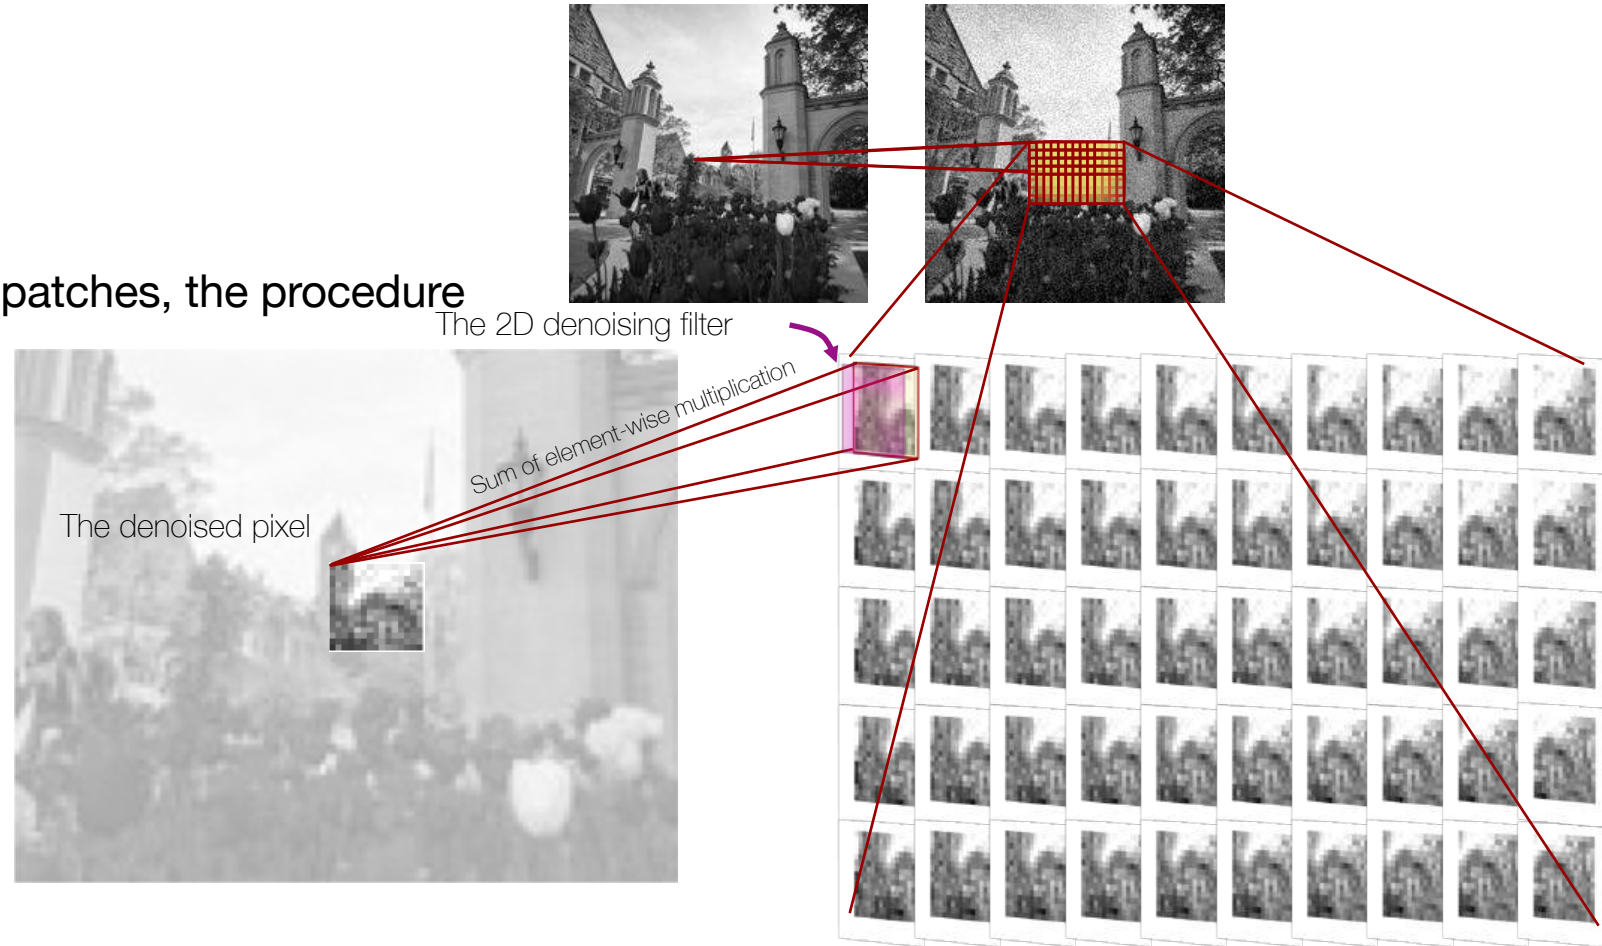 patches, the procedure
The 2D denoising filter
Sum of element-wise multiplication
The denoised pixel